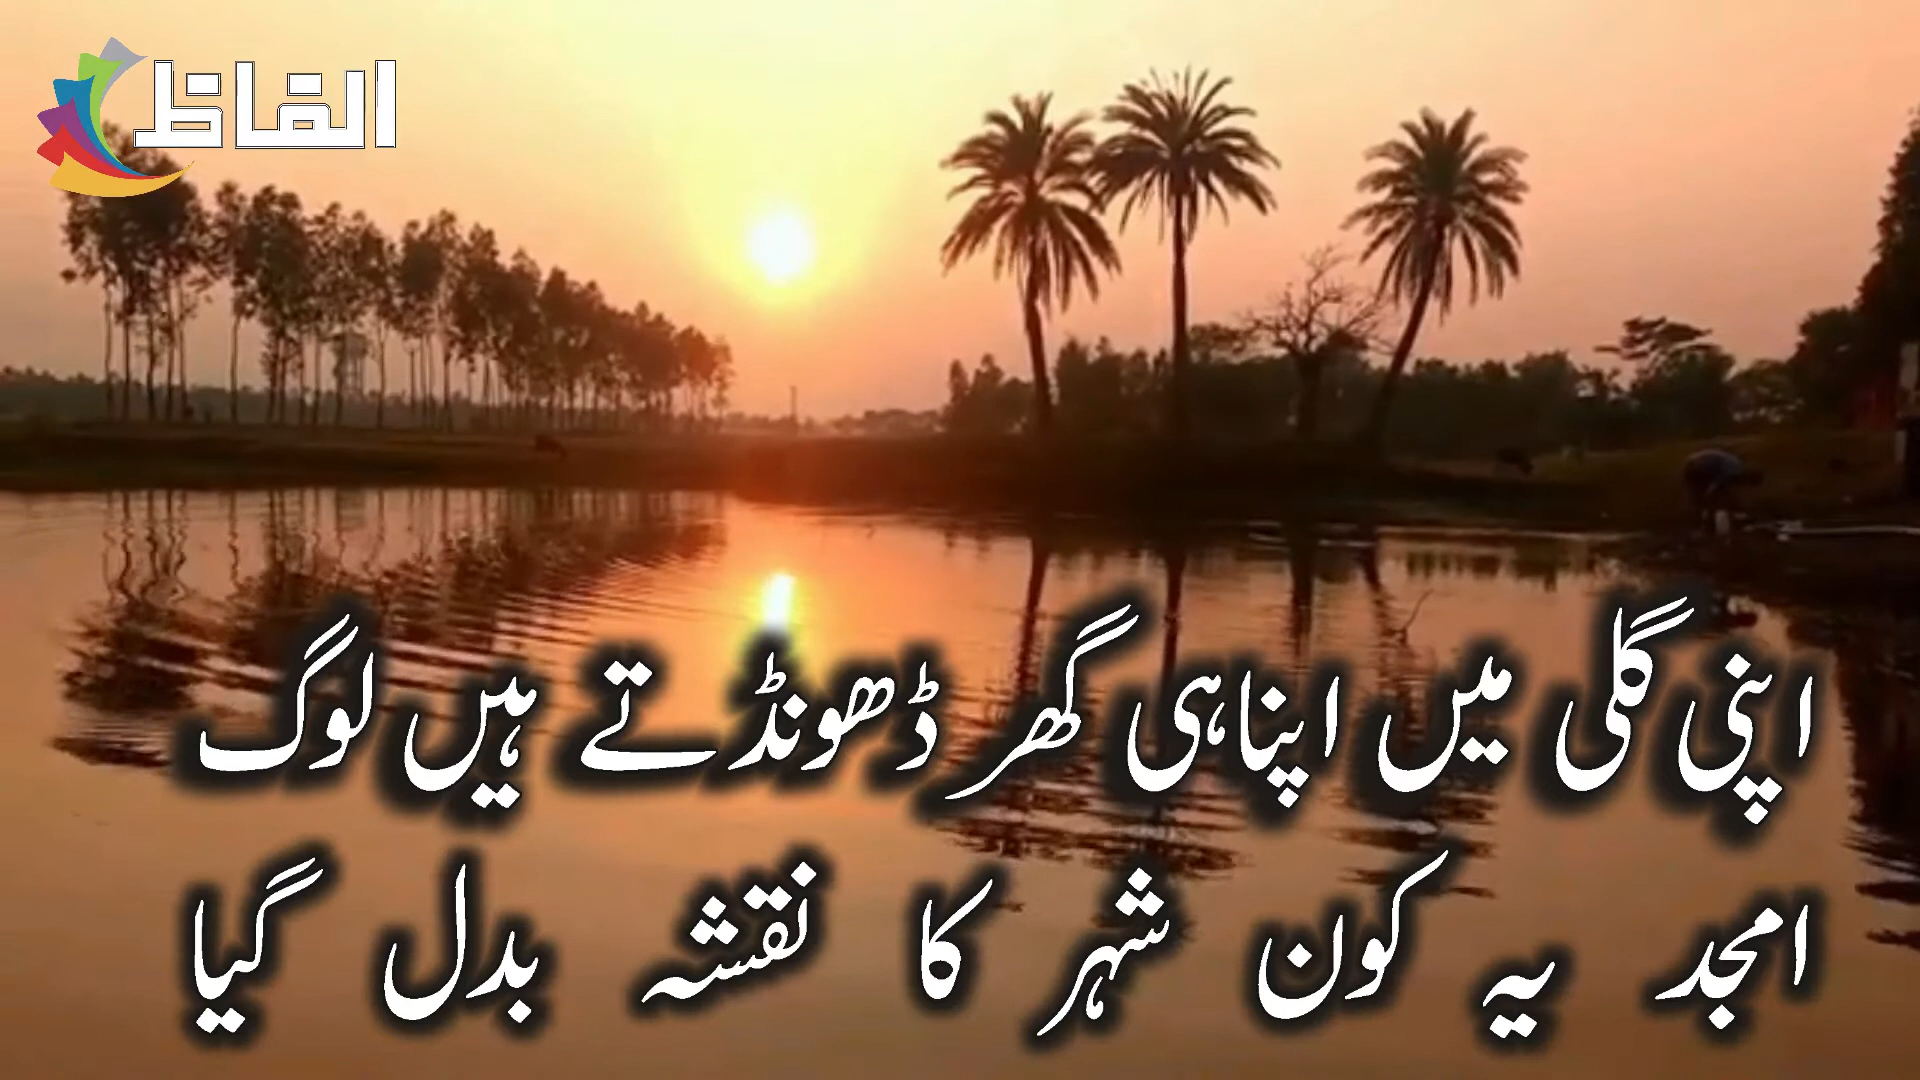 الفاظ
اپنی گلی میں اپنا ہی گھر ڈھونڈتے ہیں لوگ
امجد یہ کون شہر کا نقشہ بدل گیا